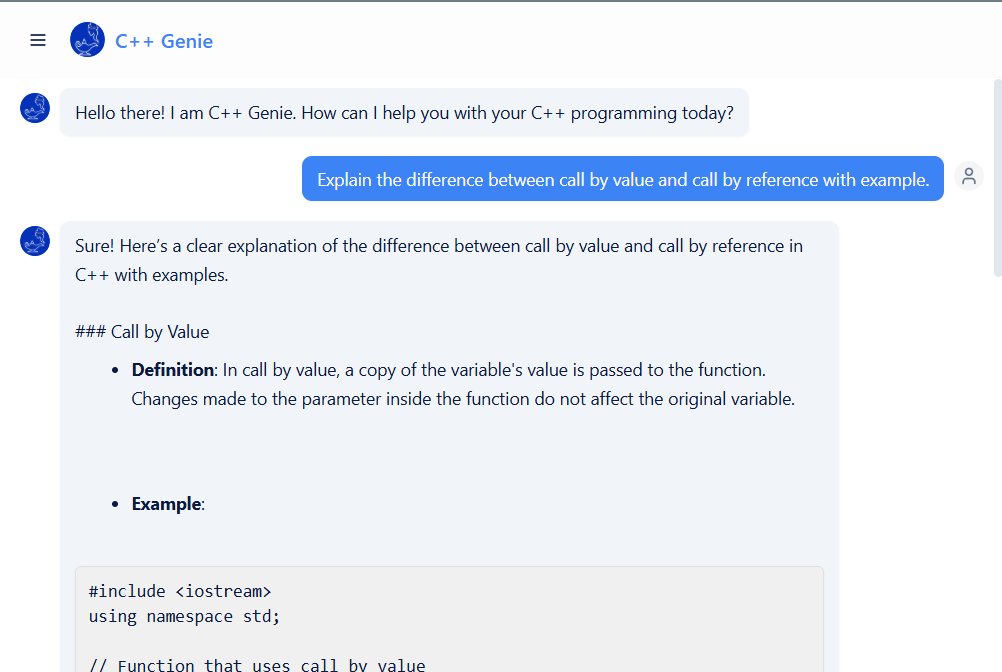 C++ Genie
Hello there! I am C++ Genie. How can I help you with your C++ programming today?
Explain the difference between call by value and call by reference with example.
Sure! Here’s a clear explanation of the difference between call by value and call by reference in
C++ with examples.
### Call by Value
• Definition: In call by value, a copy of the variable's value is passed to the function.
Changes made to the parameter inside the function do not affect the original variable.
• Example:
#include <iostream>
using namespace std;
// Function that uses call by value